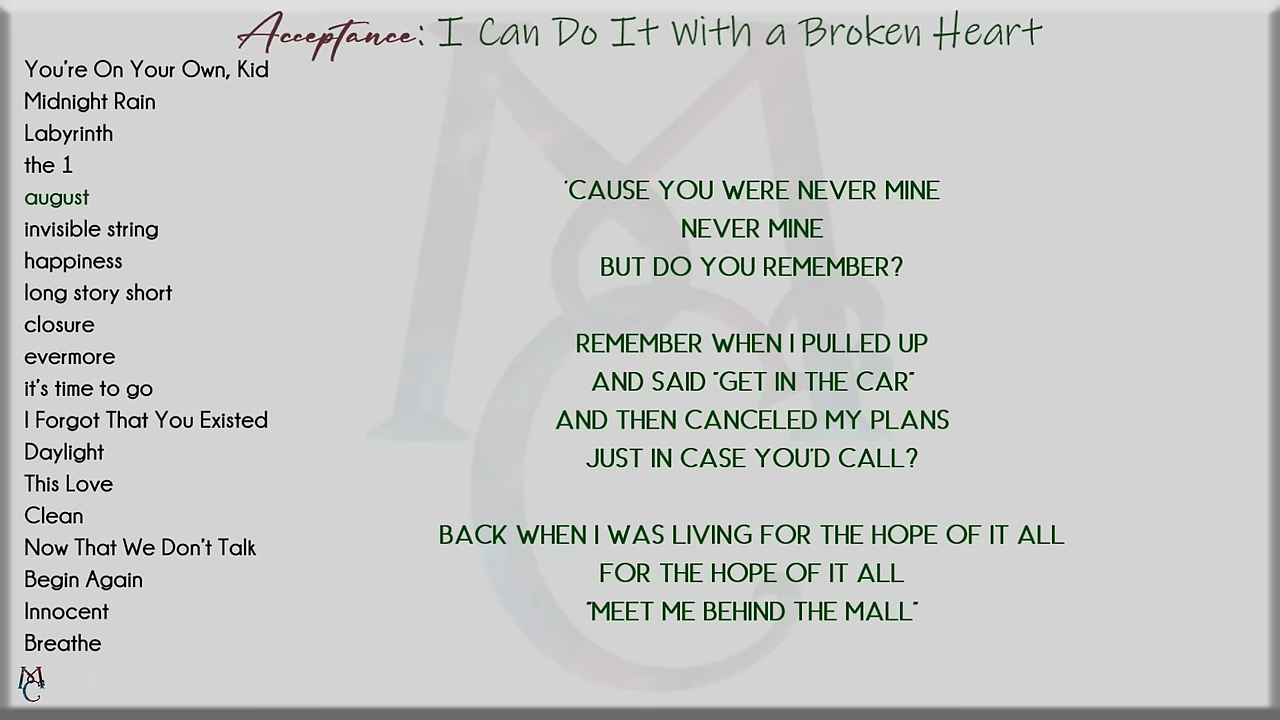 Acceptance: I Can Do It With a Broken Heart
You're On Your Own, Kid
Midnight Rain
Labyrinth
the 1
august
invisible string
happiness
long story short
closure
evermore
it's time to go
I Forgot That You Existed
Daylight
This Love
Clean
Now That We Don't Talk
Begin Again
Innocent
Breathe
'CAUSE YOU WERE NEVER MINE
NEVER MINE
BUT DO YOU REMEMBER?
REMEMBER WHEN I PULLED UP
AND SAID "GET IN THE CAR"
AND THEN CANCELED MY PLANS
JUST IN CASE YOU'D CALL?
BACK WHEN I WAS LIVING FOR THE HOPE OF IT ALL
FOR THE HOPE OF IT ALL
"MEET ME BEHIND THE MALL"